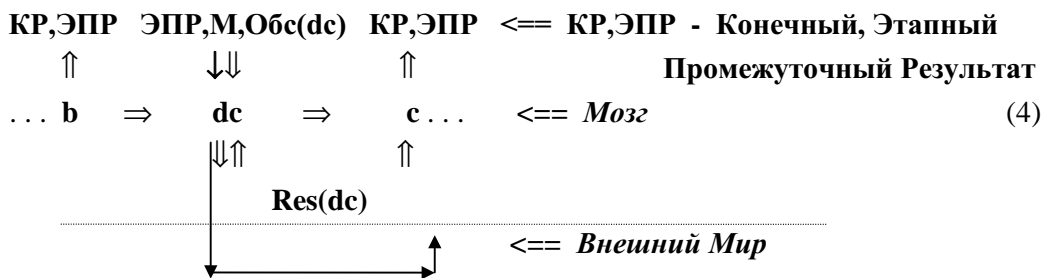 КР,ЭПР ЭПР,М,Обс(dc) КР,ЭПР <== КР,ЭПР - Конечный, Этапный
⇑ ↓⇓ ⇑ Промежуточный Результат
. . . b ⇒ dc ⇒ c . . . <== Мозг (4)
⇓⇑ ⇑
Res(dc)
<== Внешний Мир